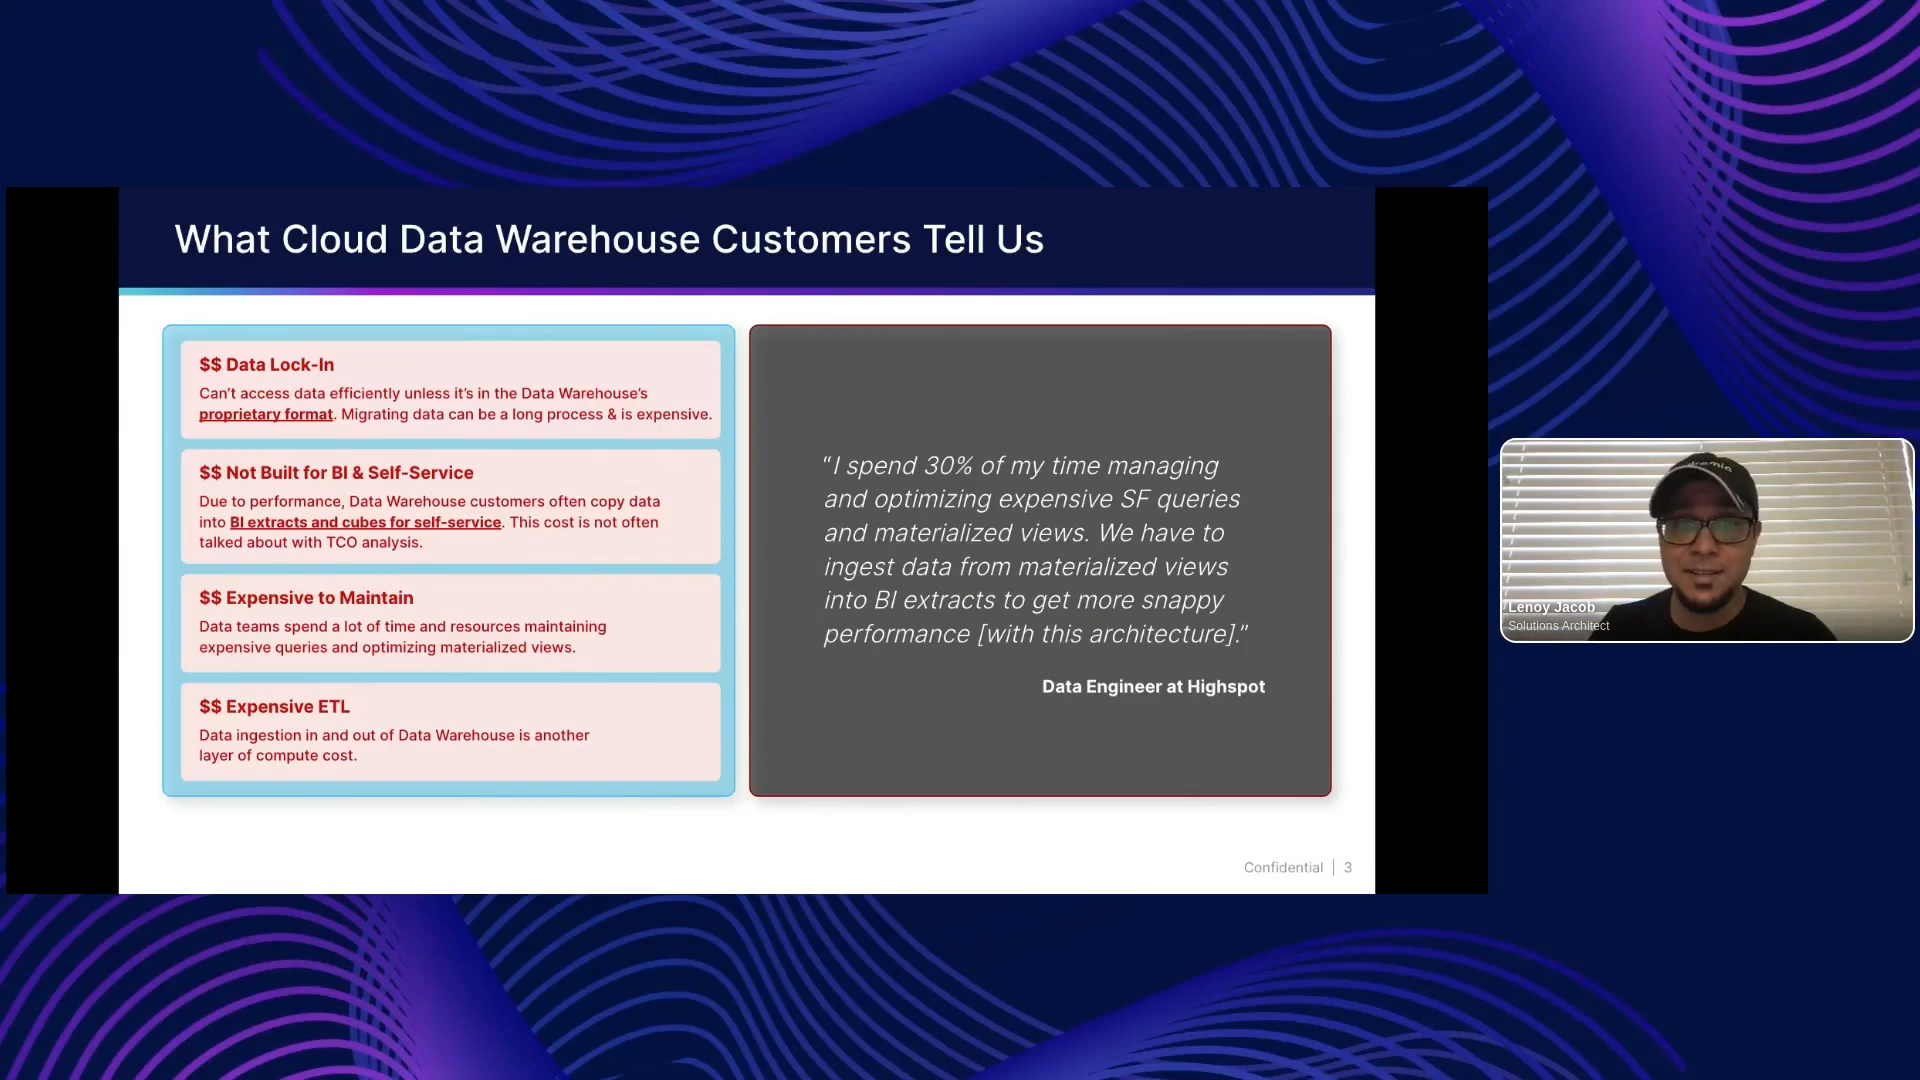 What Cloud Data Warehouse Customers Tell Us
$$ Data Lock-In
Can’t access data efficiently unless it’s in the Data Warehouse’s
proprietary format. Migrating data can be a long process & is expensive.
$$ Not Built for BI & Self-Service
Due to performance, Data Warehouse customers often copy data
into BI extracts and cubes for self-service. This cost is not often
talked about with TCO analysis.
$$ Expensive to Maintain
Data teams spend a lot of time and resources maintaining
expensive queries and optimizing materialized views.
$$ Expensive ETL
Data ingestion in and out of Data Warehouse is another
layer of compute cost.
“I spend 30% of my time managing
and optimizing expensive SF queries
and materialized views. We have to
ingest data from materialized views
into BI extracts to get more snappy
performance [with this architecture].”
Data Engineer at Highspot
Confidential | 3
Lenoy Jacob
Solutions Architect